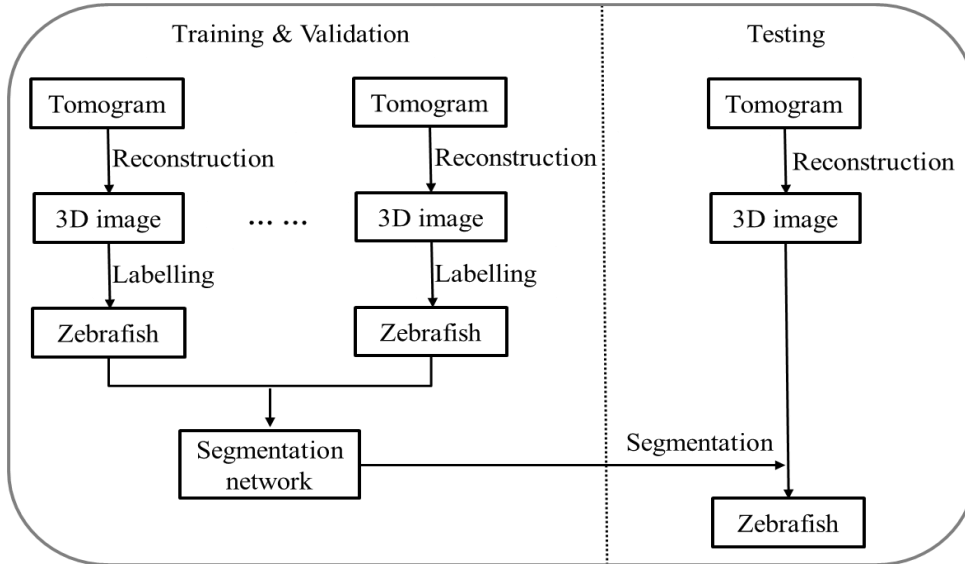 Training & Validation
Testing
Tomogram
Tomogram
Tomogram
Reconstruction
Reconstruction
Reconstruction
3D image
... ...
3D image
3D image
Labelling
Labelling
Zebrafish
Zebrafish
Segmentation
network
Segmentation
Zebrafish